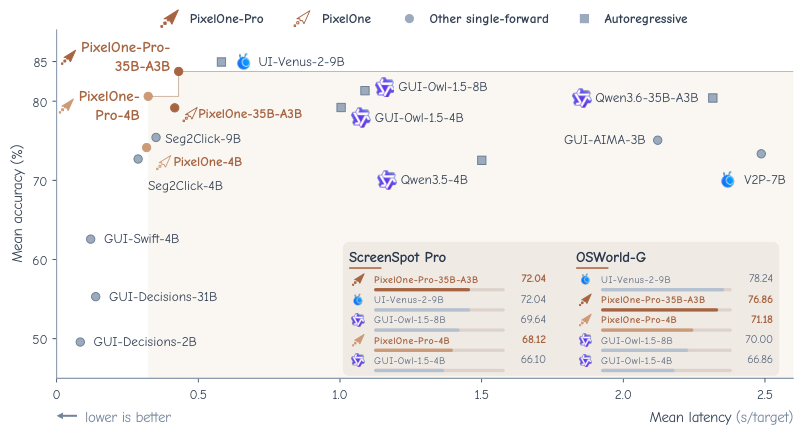 PixelOne-Pro
PixelOne
Other single-forward
Autoregressive
85
80
70
60
50
Mean accuracy (%)
PixelOne-Pro-
35B-A3B
UI-Venus-2-9B
PixelOne-
Pro-4B
PixelOne-35B-A3B
GUI-Owl-1.5-8B
GUI-Owl-1.5-4B
Qwen3.6-35B-A3B
Seg2Click-9B
GUI-AIMA-3B
PixelOne-4B
Seg2Click-4B
Qwen3.5-4B
V2P-7B
GUI-Swift-4B
GUI-Decisions-31B
GUI-Decisions-2B
ScreenSpot Pro
PixelOne-Pro-35B-A3B 72.04
UI-Venus-2-9B 72.04
GUI-Owl-1.5-8B 69.64
PixelOne-Pro-4B 68.12
GUI-Owl-1.5-4B 66.10
OSWorld-G
UI-Venus-2-9B 78.24
PixelOne-Pro-35B-A3B 76.86
PixelOne-Pro-4B 71.18
GUI-Owl-1.5-8B 70.00
GUI-Owl-1.5-4B 66.86
0 0.5 1.0 1.5 2.0 2.5
← lower is better
Mean latency (s/target)